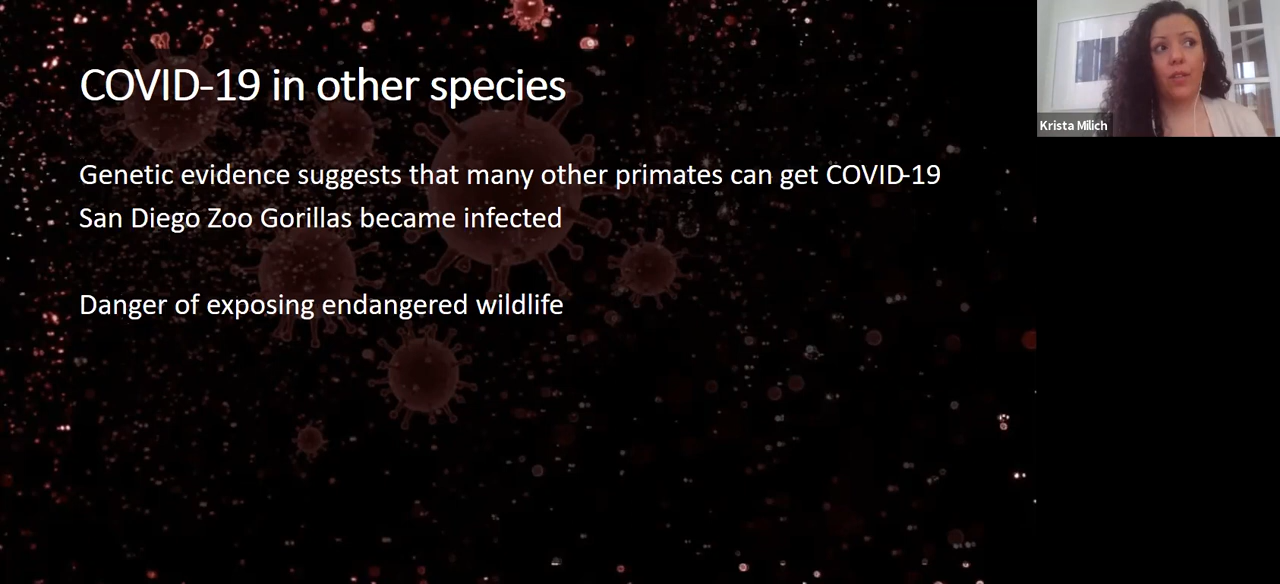 COVID-19 in other species
Genetic evidence suggests that many other primates can get COVID-19
San Diego Zoo Gorillas became infected
Danger of exposing endangered wildlife
Krista Milich